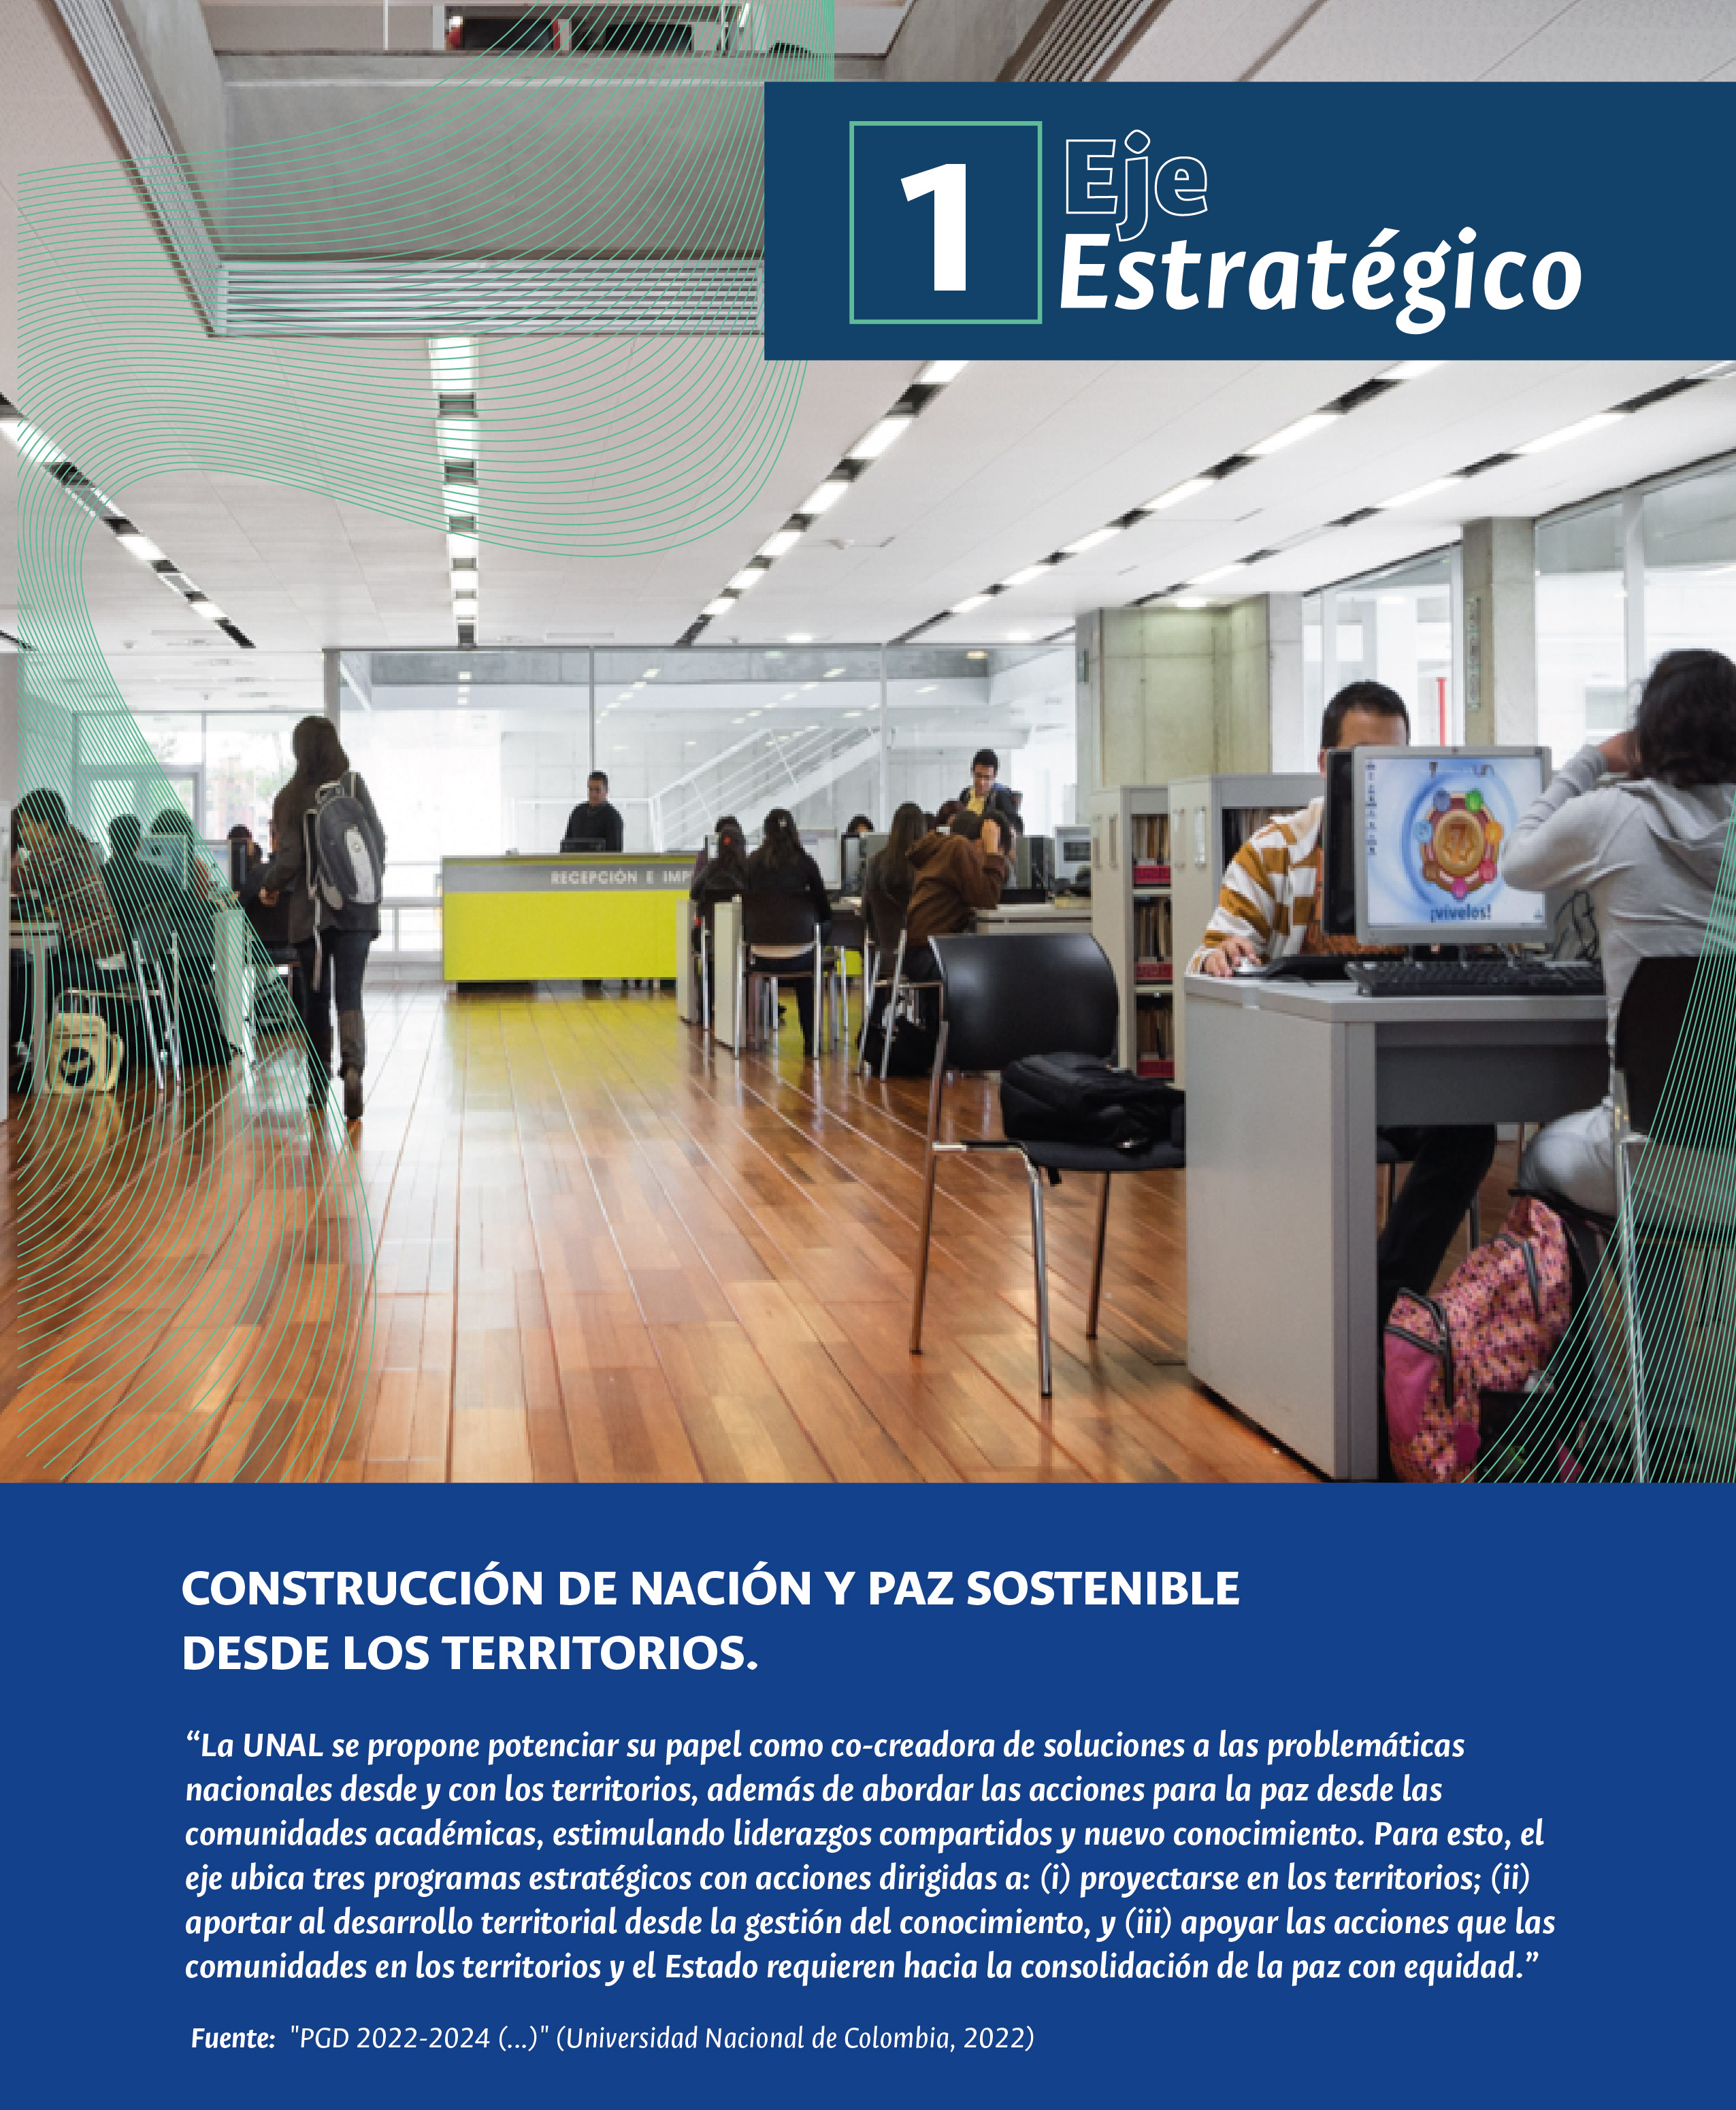 1
Eje
Estratégico
RECEPCIÓN E IMP
¡vívelos!
CONSTRUCCIÓN DE NACIÓN Y PAZ SOSTENIBLE
DESDE LOS TERRITORIOS.
“La UNAL se propone potenciar su papel como co-creadora de soluciones a las problemáticas
nacionales desde y con los territorios, además de abordar las acciones para la paz desde las
comunidades académicas, estimulando liderazgos compartidos y nuevo conocimiento. Para esto, el
eje ubica tres programas estratégicos con acciones dirigidas a: (i) proyectarse en los territorios; (ii)
aportar al desarrollo territorial desde la gestión del conocimiento, y (iii) apoyar las acciones que las
comunidades en los territorios y el Estado requieren hacia la consolidación de la paz con equidad.”
Fuente: "PGD 2022-2024 (...)" (Universidad Nacional de Colombia, 2022)